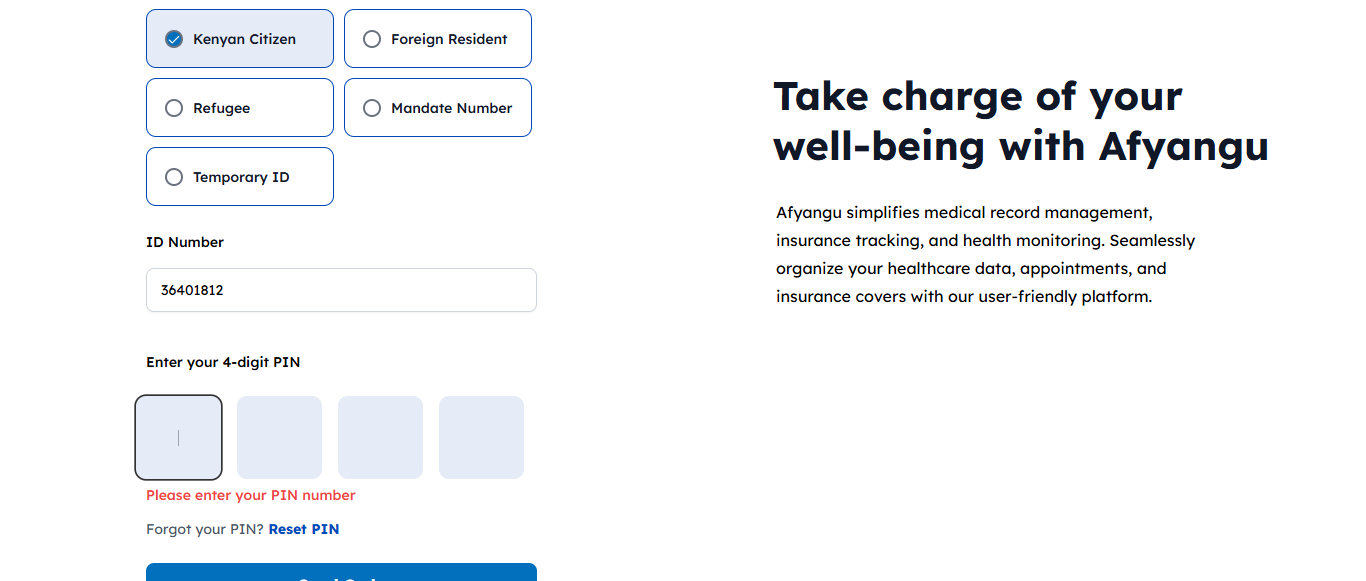 Kenyan Citizen
Foreign Resident
Refugee
Mandate Number
Temporary ID
ID Number
36401812
Enter your 4-digit PIN
Please enter your PIN number
Forgot your PIN? Reset PIN
Take charge of your
well-being with Afyangu
Afyangu simplifies medical record management,
insurance tracking, and health monitoring. Seamlessly
organize your healthcare data, appointments, and
insurance covers with our user-friendly platform.